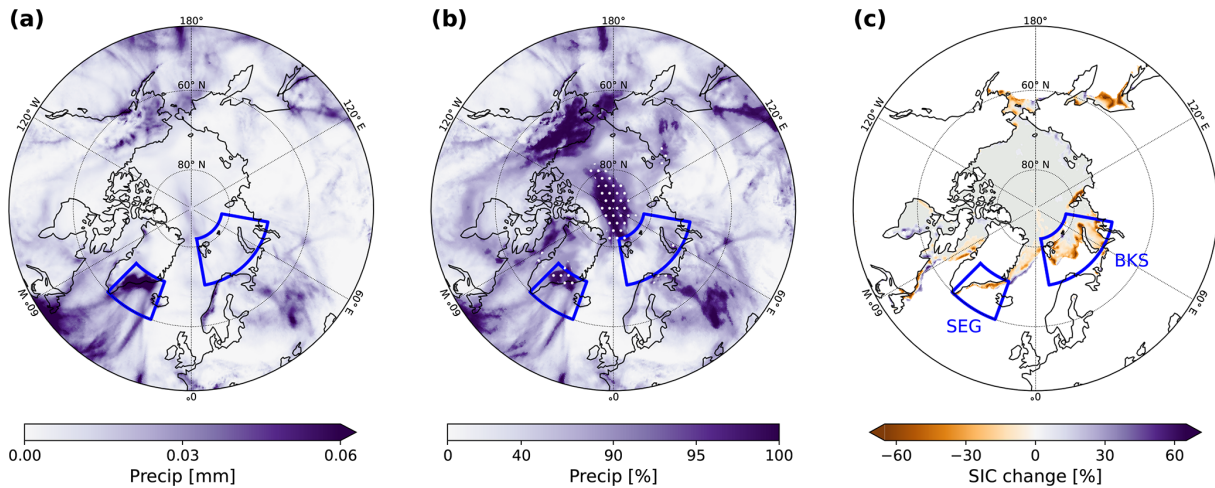 (a) (b) (c)
180° 180° 180°
60° N 60° N 60° N
120° W 120° E 120° W 120° E 120° W 120° E
80° N 80° N 80° N
BKS
SEG
60° W 60° E 60° W 60° E 60° W 60° E
0° 0° 0°
0.00 0.03 0.06 0 40 85 95 100 −60 −30 0 30 60
Precip [mm] Precip [%] SIC change [%]